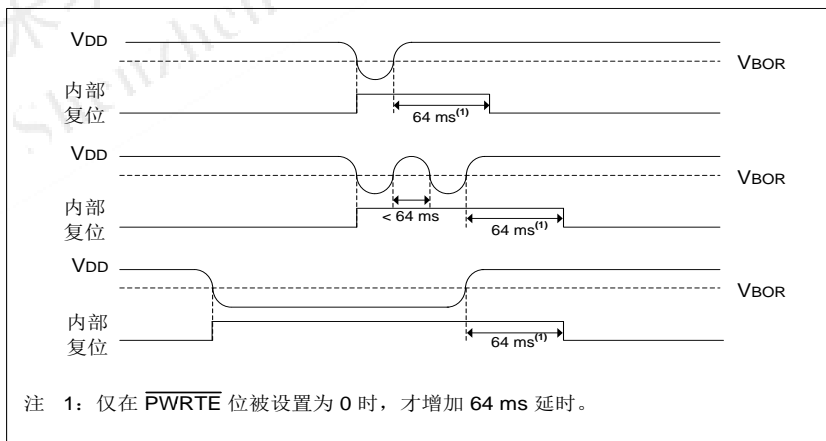 Shenzhen
VDD
VBOR
内部
复位
64 ms(1)
VDD
VBOR
内部
复位
< 64 ms
64 ms(1)
VDD
VBOR
内部
复位
64 ms(1)
注 1：仅在 PWRTE 位被设置为 0 时，才增加 64 ms 延时。